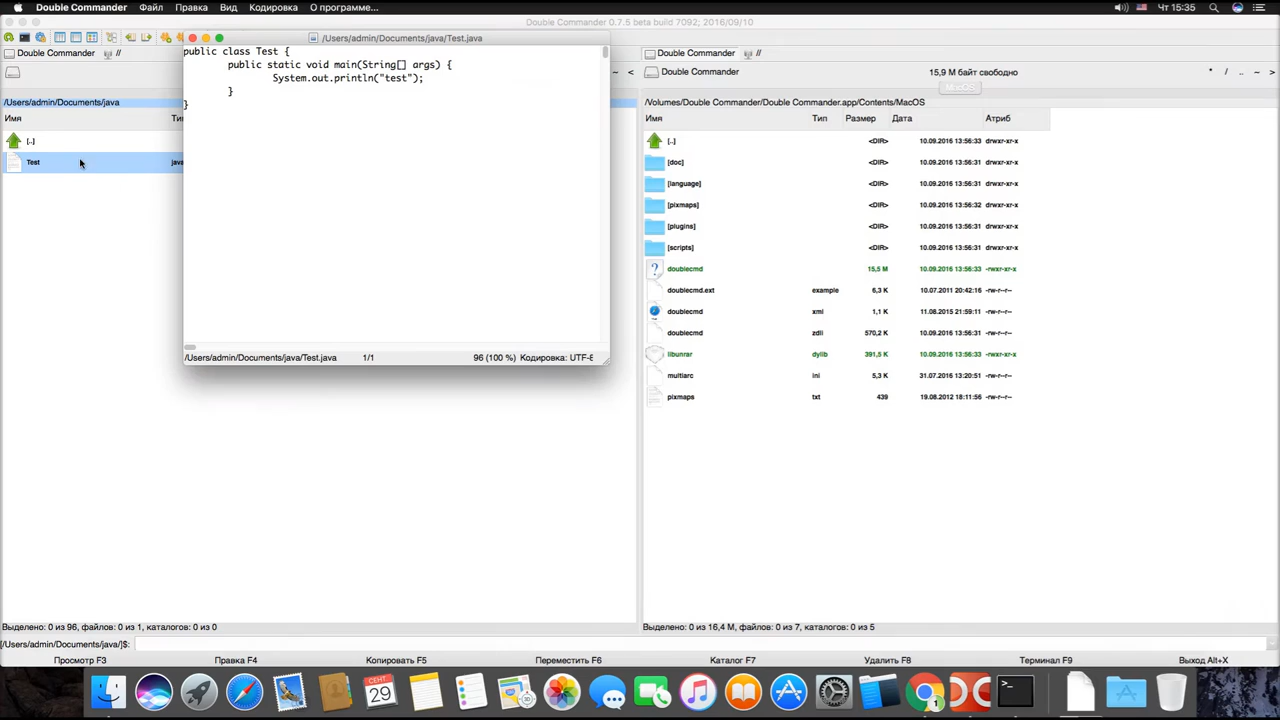 Double Commander Файл Правка Вид Кодировка О программе... Чт 15:35
Double Commander 0.7.5 beta build 7092; 2016/09/10
Double Commander //
/Users/admin/Documents/java
Имя
[..]
Test java
/Users/admin/Documents/java/Test.java
public class Test {
public static void main(String[] args) {
System.out.println("test");
}
}
/Users/admin/Documents/java/Test.java 1/1 96 (100 %) Кодировка: UTF-8
Double Commander //
Double Commander 15,9 М байт свободно * / .. ~ >
MacOS
/Volumes/Double Commander/Double Commander.app/Contents/MacOS
Имя Тип Размер Дата Атриб
[..] <DIR> 10.09.2016 13:56:33 drwxr-xr-x
[doc] <DIR> 10.09.2016 13:56:31 drwxr-xr-x
[language] <DIR> 10.09.2016 13:56:31 drwxr-xr-x
[pixmaps] <DIR> 10.09.2016 13:56:32 drwxr-xr-x
[plugins] <DIR> 10.09.2016 13:56:31 drwxr-xr-x
[scripts] <DIR> 10.09.2016 13:56:31 drwxr-xr-x
doublecmd 15,5 M 10.09.2016 13:56:33 -rwxr-xr-x
doublecmd.ext example 6,3 K 10.07.2011 20:42:16 -rw-r--r--
doublecmd xml 1,1 K 11.08.2015 21:59:11 -rw-r--r--
doublecmd zdli 570,2 K 10.09.2016 13:56:31 -rw-r--r--
libunrar dylib 391,5 K 10.09.2016 13:56:33 -rwxr-xr-x
multiarc ini 5,3 K 31.07.2016 13:20:51 -rw-r--r--
pixmaps txt 439 19.08.2012 18:11:56 -rw-r--r--
Выделено: 0 из 96, файлов: 0 из 1, каталогов: 0 из 0
Выделено: 0 из 16,4 M, файлов: 0 из 7, каталогов: 0 из 5
[/Users/admin/Documents/java/]$:
Просмотр F3 Правка F4 Копировать F5 Переместить F6 Каталог F7 Удалить F8 Терминал F9 Выход Alt+X
СЕНТ.
29
1
>_